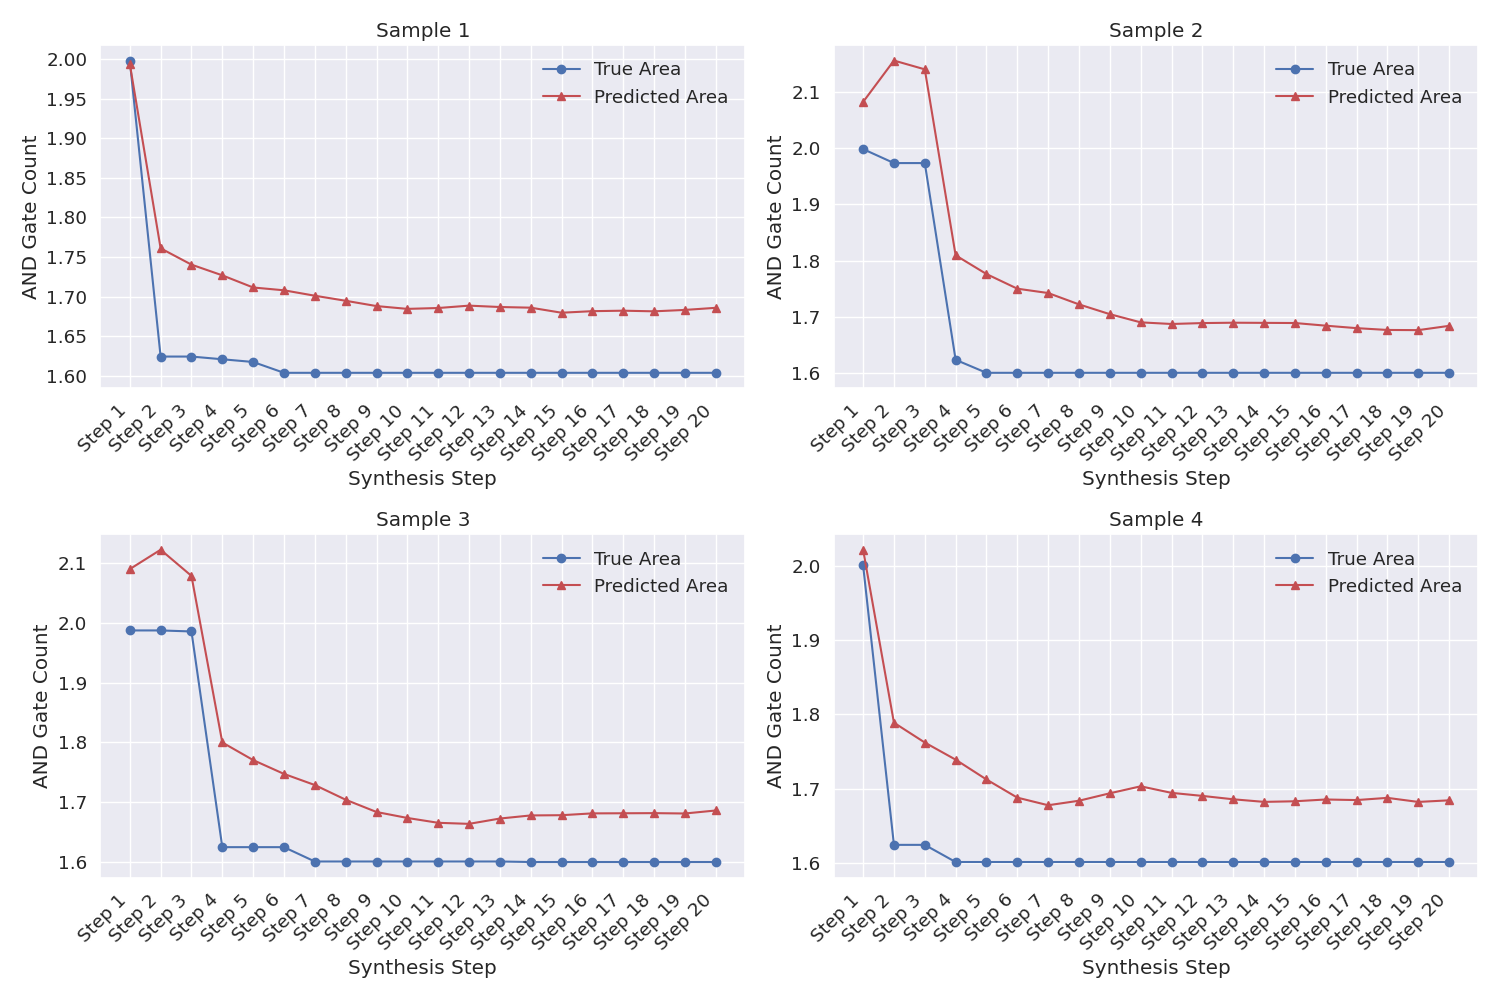 Sample 1
True Area
Predicted Area
AND Gate Count
2.00
1.95
1.90
1.85
1.80
1.75
1.70
1.65
1.60
Step 1
Step 2
Step 3
Step 4
Step 5
Step 6
Step 7
Step 8
Step 9
Step 10
Step 11
Step 12
Step 13
Step 14
Step 15
Step 16
Step 17
Step 18
Step 19
Step 20
Synthesis Step
Sample 2
True Area
Predicted Area
AND Gate Count
2.1
2.0
1.9
1.8
1.7
1.6
Step 1
Step 2
Step 3
Step 4
Step 5
Step 6
Step 7
Step 8
Step 9
Step 10
Step 11
Step 12
Step 13
Step 14
Step 15
Step 16
Step 17
Step 18
Step 19
Step 20
Synthesis Step
Sample 3
True Area
Predicted Area
AND Gate Count
2.1
2.0
1.9
1.8
1.7
1.6
Step 1
Step 2
Step 3
Step 4
Step 5
Step 6
Step 7
Step 8
Step 9
Step 10
Step 11
Step 12
Step 13
Step 14
Step 15
Step 16
Step 17
Step 18
Step 19
Step 20
Synthesis Step
Sample 4
True Area
Predicted Area
AND Gate Count
2.0
1.9
1.8
1.7
1.6
Step 1
Step 2
Step 3
Step 4
Step 5
Step 6
Step 7
Step 8
Step 9
Step 10
Step 11
Step 12
Step 13
Step 14
Step 15
Step 16
Step 17
Step 18
Step 19
Step 20
Synthesis Step